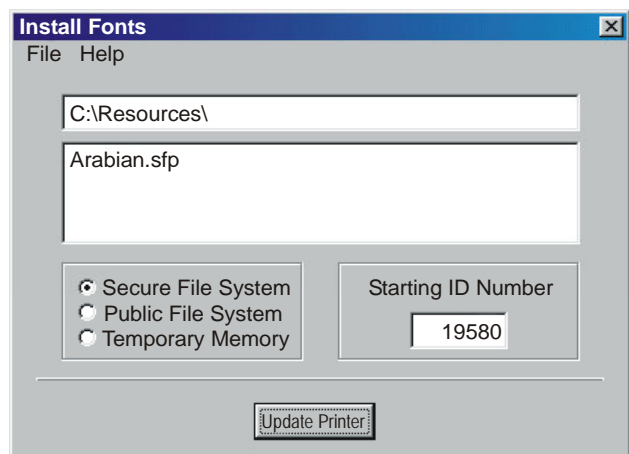 Install Fonts
File Help
C:\Resources\
Arabian.sfp
Secure File System
Public File System
Temporary Memory
Starting ID Number
19580
Update Printer